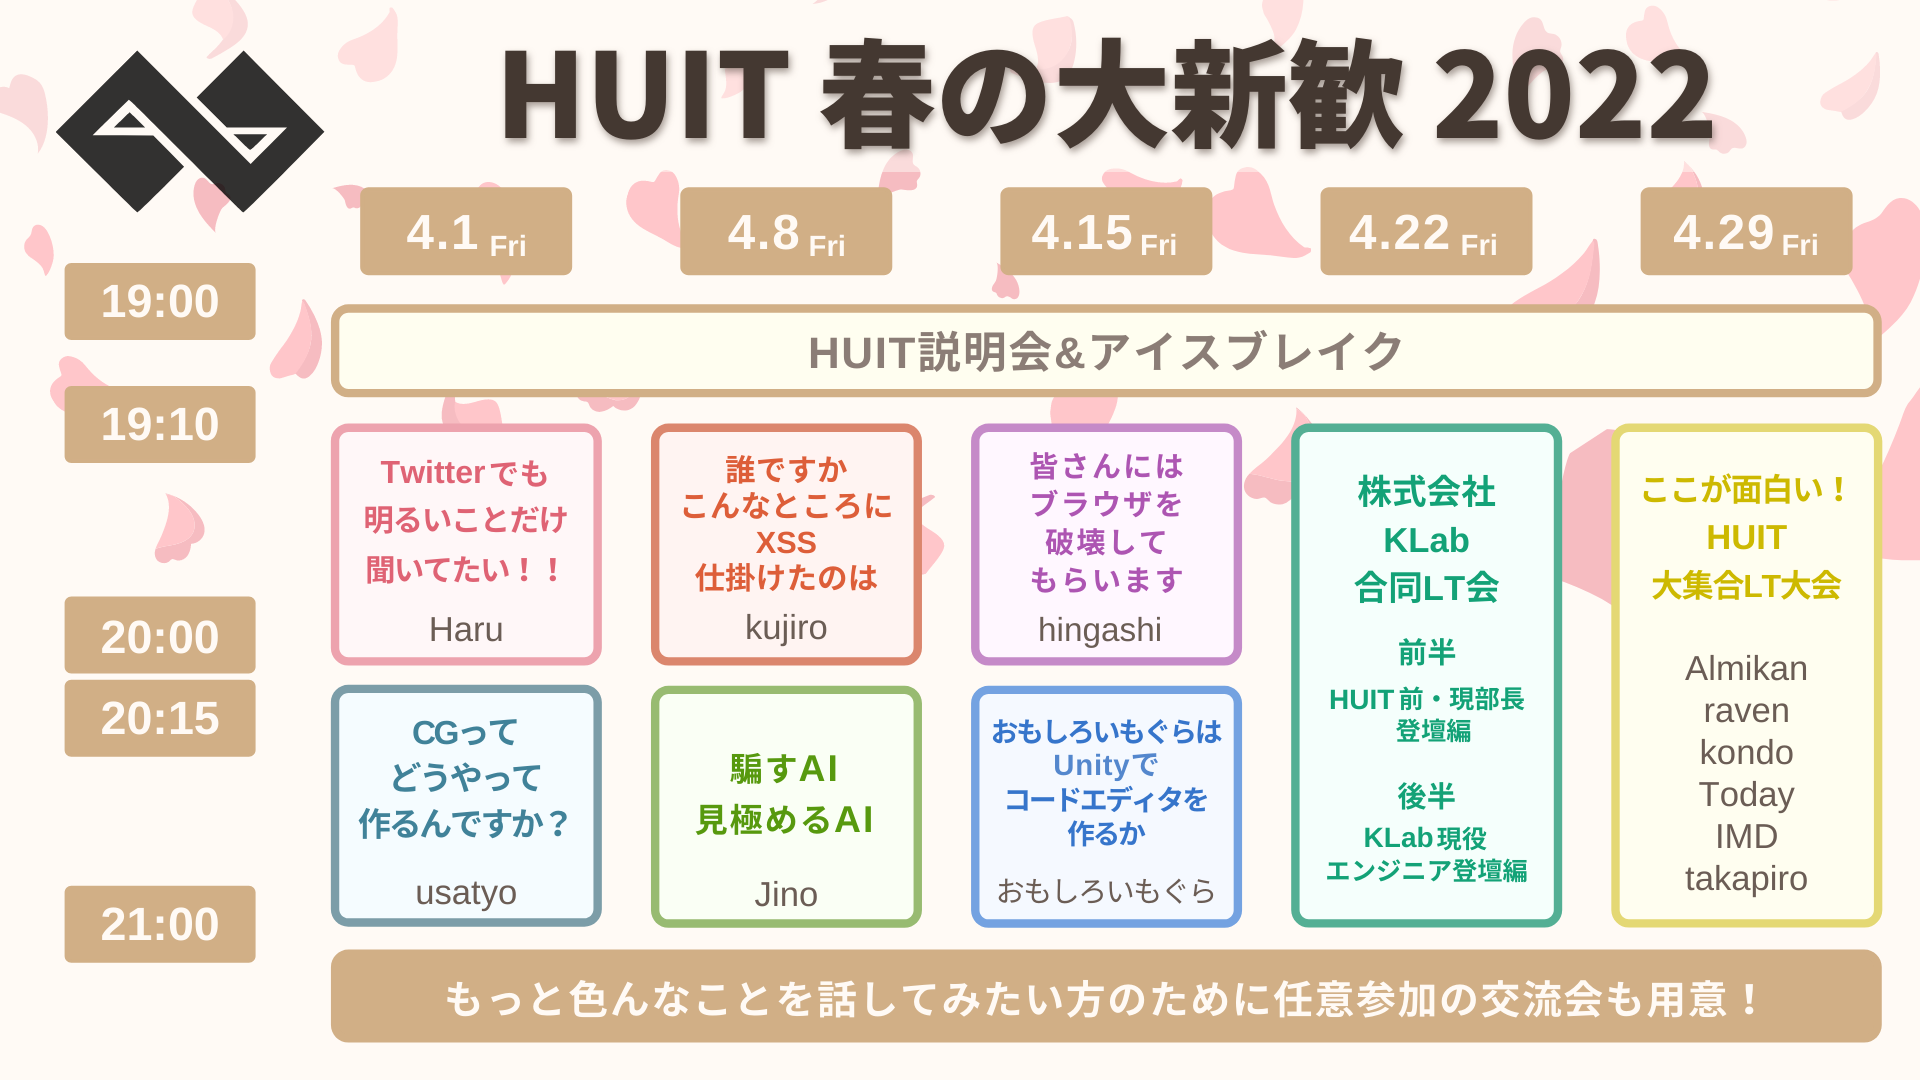 HUIT 春の大新歓 2022
4.1 Fri
4.8 Fri
4.15 Fri
4.22 Fri
4.29 Fri
19:00
HUIT説明会&アイスブレイク
19:10
Twitterでも
明るいことだけ
聞いてたい！！
Haru
誰ですか
こんなところに
XSS
仕掛けたのは
kujiro
皆さんには
ブラウザを
破壊して
もらいます
hingashi
株式会社
KLab
合同LT会
前半
HUIT前・現部長
登壇編
後半
KLab現役
エンジニア登壇編
ここが面白い！
HUIT
大集合LT大会
Almikan
raven
kondo
Today
IMD
takapiro
20:00
20:15
CGって
どうやって
作るんですか？
usatyo
騙すAI
見極めるAI
Jino
おもしろいもぐらは
Unityで
コードエディタを
作るか
おもしろいもぐら
21:00
もっと色んなことを話してみたい方のために任意参加の交流会も用意！